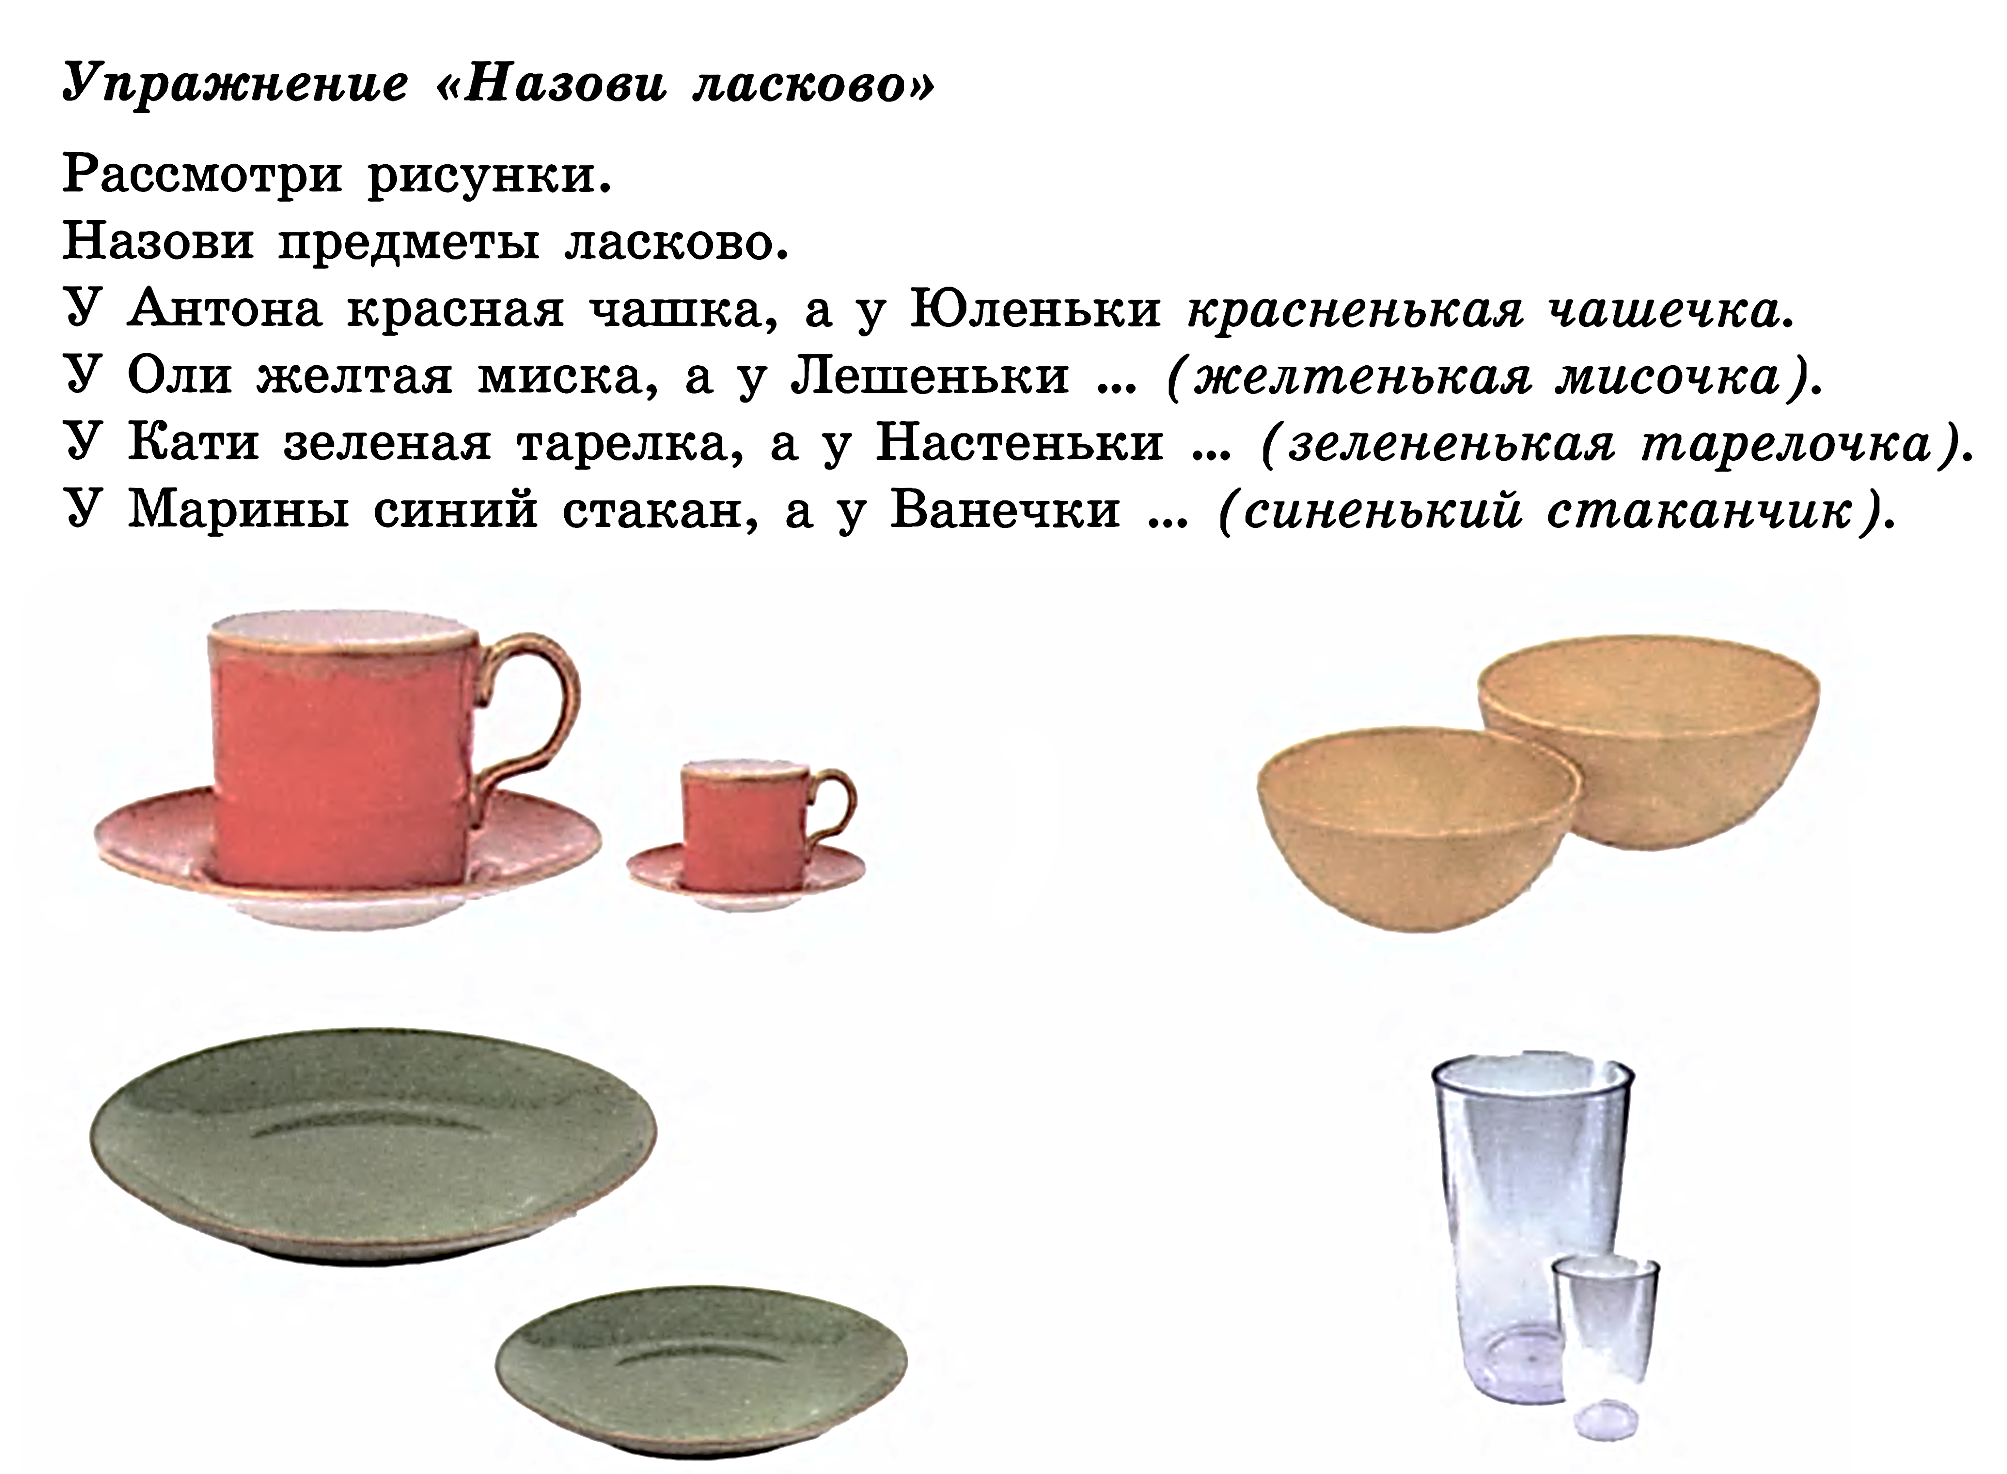 Упражнение «Назови ласково»
Рассмотри рисунки.
Назови предметы ласково.
У Антона красная чашка, а у Юленьки красненькая чашечка.
У Оли желтая миска, а у Лешеньки ... (желтенькая мисочка).
У Кати зеленая тарелка, а у Настеньки ... (зелененькая тарелочка).
У Марины синий стакан, а у Ванечки ... (синенький стаканчик).